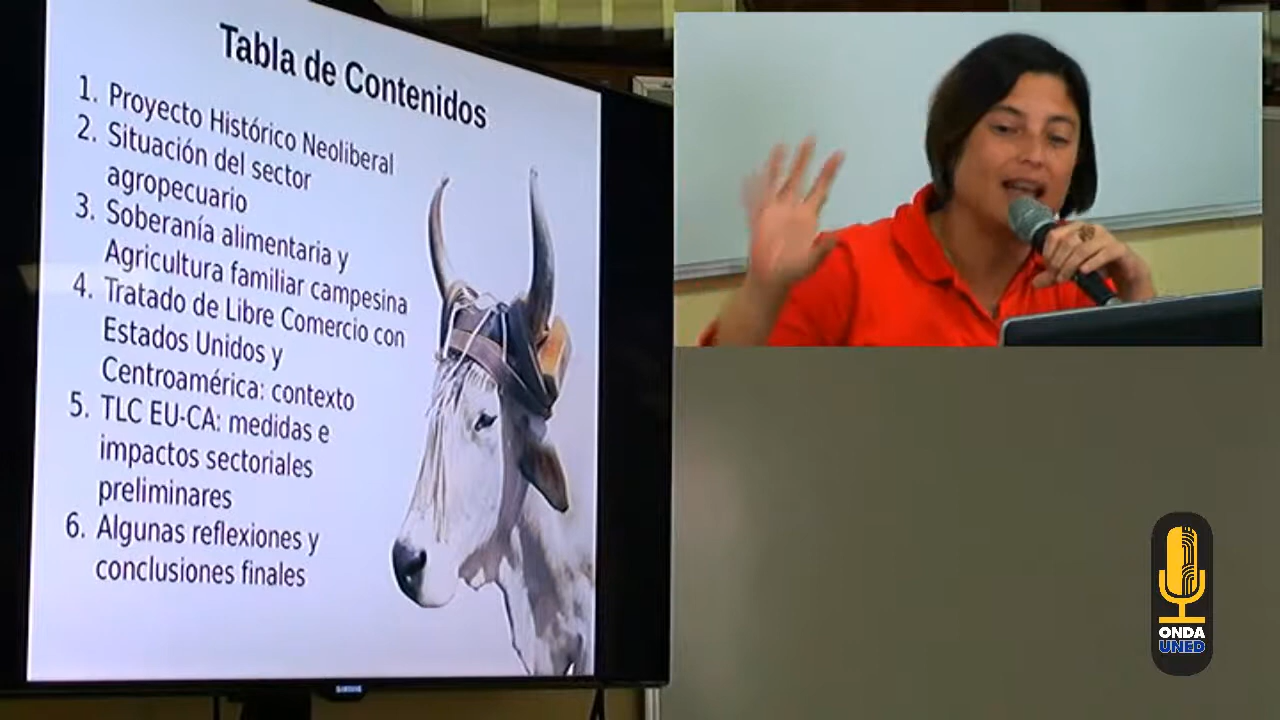 Tabla de Contenidos
1. Proyecto Histórico Neoliberal
2. Situación del sector
agropecuario
3. Soberanía alimentaria y
Agricultura familiar campesina
4. Tratado de Libre Comercio con
Estados Unidos y
Centroamérica: contexto
5. TLC EU-CA: medidas e
impactos sectoriales
preliminares
6. Algunas reflexiones y
conclusiones finales
SAMSUNG
ONDA
UNED